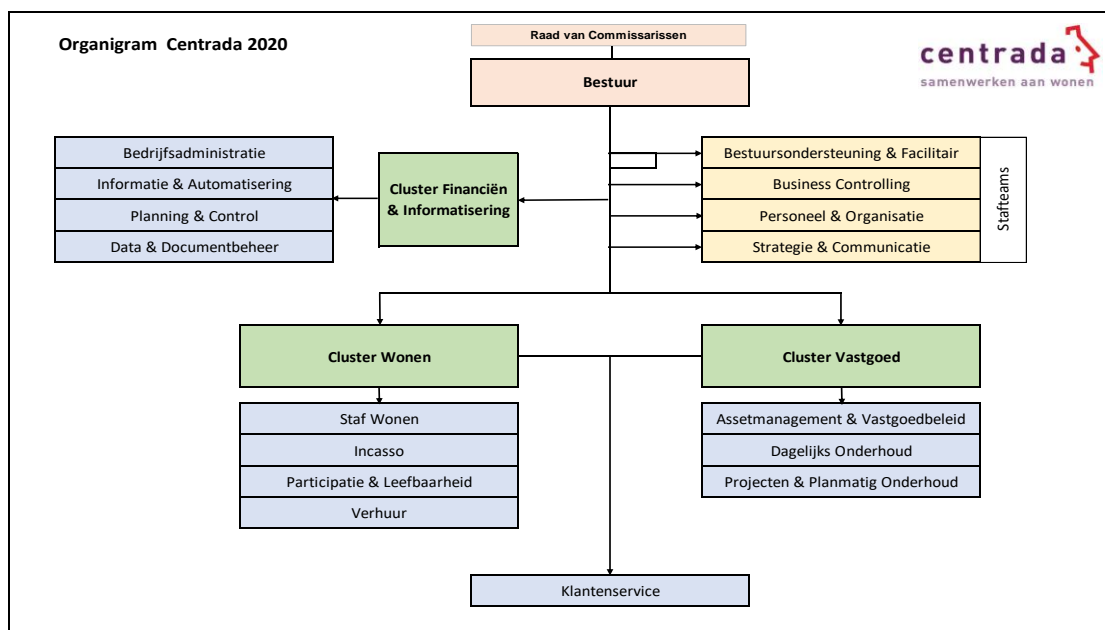 Organigram Centrada 2020
Raad van Commissarissen
Bestuur
centrada
samenwerken aan wonen
Bedrijfsadministratie
Informatie & Automatisering
Planning & Control
Data & Documentbeheer
Cluster Financiën
& Informatisering
Bestuursondersteuning & Facilitair
Business Controlling
Personeel & Organisatie
Strategie & Communicatie
Stafteams
Cluster Wonen
Cluster Vastgoed
Staf Wonen
Incasso
Participatie & Leefbaarheid
Verhuur
Assetmanagement & Vastgoedbeleid
Dagelijks Onderhoud
Projecten & Planmatig Onderhoud
Klantenservice